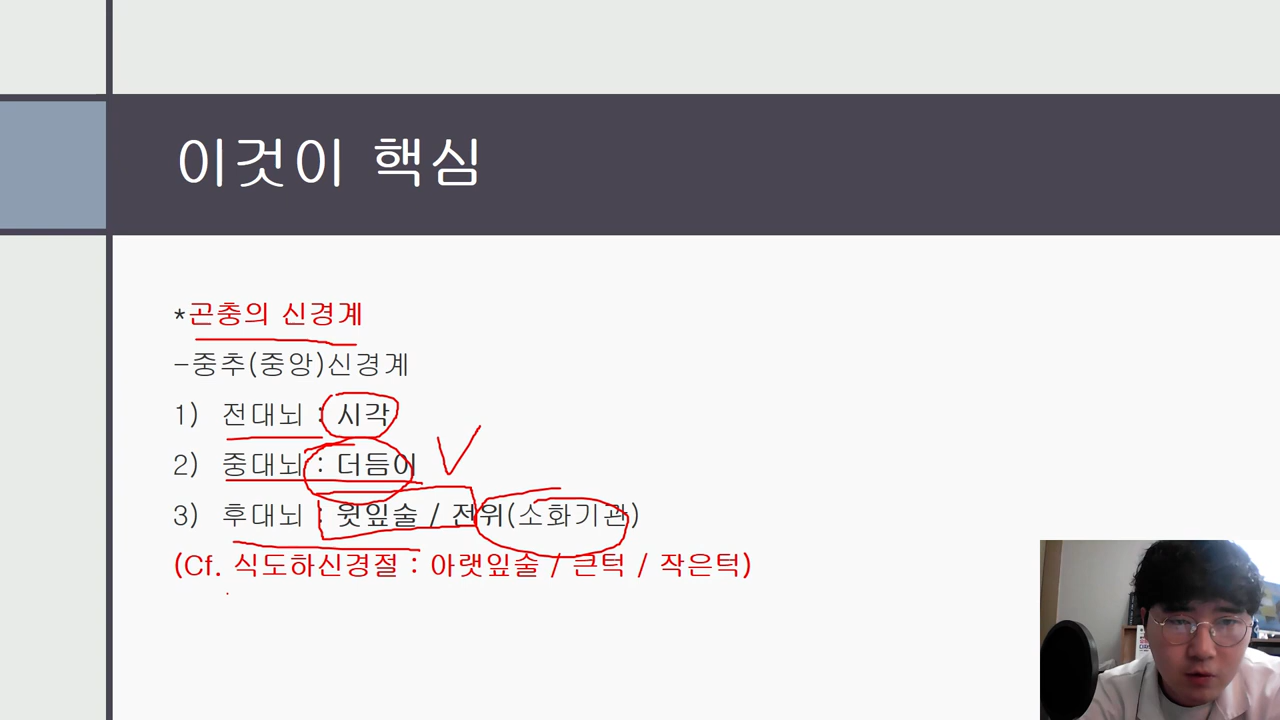 이것이 핵심
*곤충의 신경계
-중추(중앙)신경계
1) 전대뇌 : 시각
2) 중대뇌 : 더듬이
3) 후대뇌 : 윗잎술 / 전위(소화기관)
(Cf. 식도하신경절 : 아랫잎술 / 큰턱 / 작은턱)